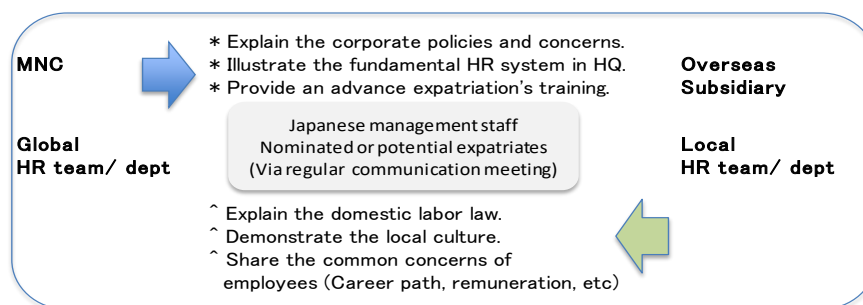 MNC
Global
HR team/ dept
* Explain the corporate policies and concerns.
* Illustrate the fundamental HR system in HQ.
* Provide an advance expatriation's training.
Japanese management staff
Nominated or potential expatriates
(Via regular communication meeting)
^ Explain the domestic labor law.
^ Demonstrate the local culture.
^ Share the common concerns of
employees (Career path, remuneration, etc)
Overseas
Subsidiary
Local
HR team/ dept